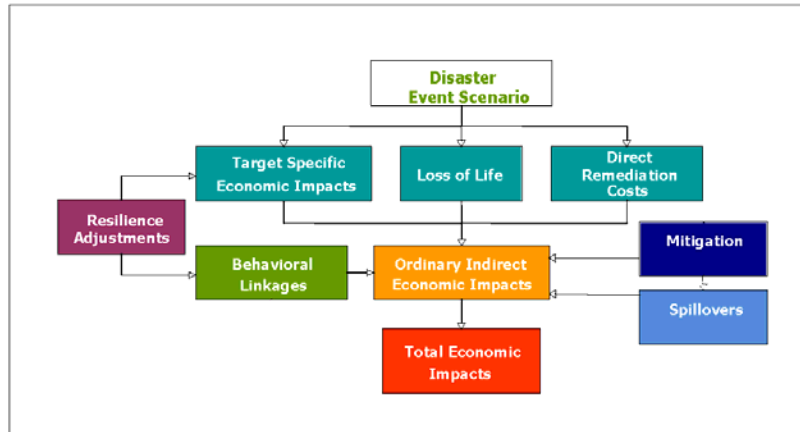 Disaster
Event Scenario
Target Specific
Economic Impacts
Loss of Life
Direct
Remediation
Costs
Resilience
Adjustments
Mitigation
Behavioral
Linkages
Ordinary Indirect
Economic Impacts
Spillovers
Total Economic
Impacts